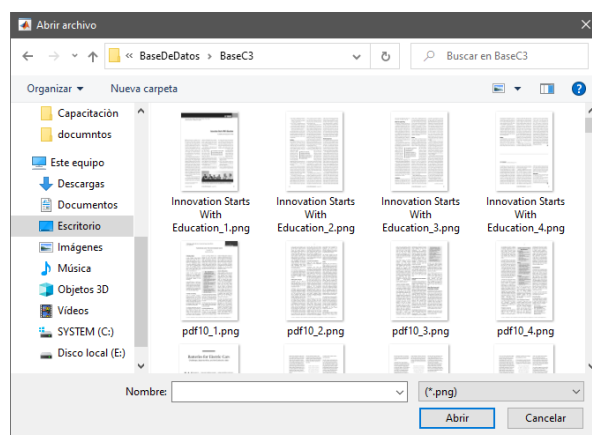 Abrir archivo
« BaseDeDatos › BaseC3
Buscar en BaseC3
Organizar
Nueva carpeta
Capacitación
documntos
Este equipo
Descargas
Documentos
Escritorio
Imágenes
Música
Objetos 3D
Vídeos
SYSTEM (C:)
Disco local (E:)
Innovation Starts
With
Education_1.png
Innovation Starts
With
Education_2.png
Innovation Starts
With
Education_3.png
Innovation Starts
With
Education_4.png
pdf10_1.png
pdf10_2.png
pdf10_3.png
pdf10_4.png
Nombre:
(*.png)
Abrir
Cancelar